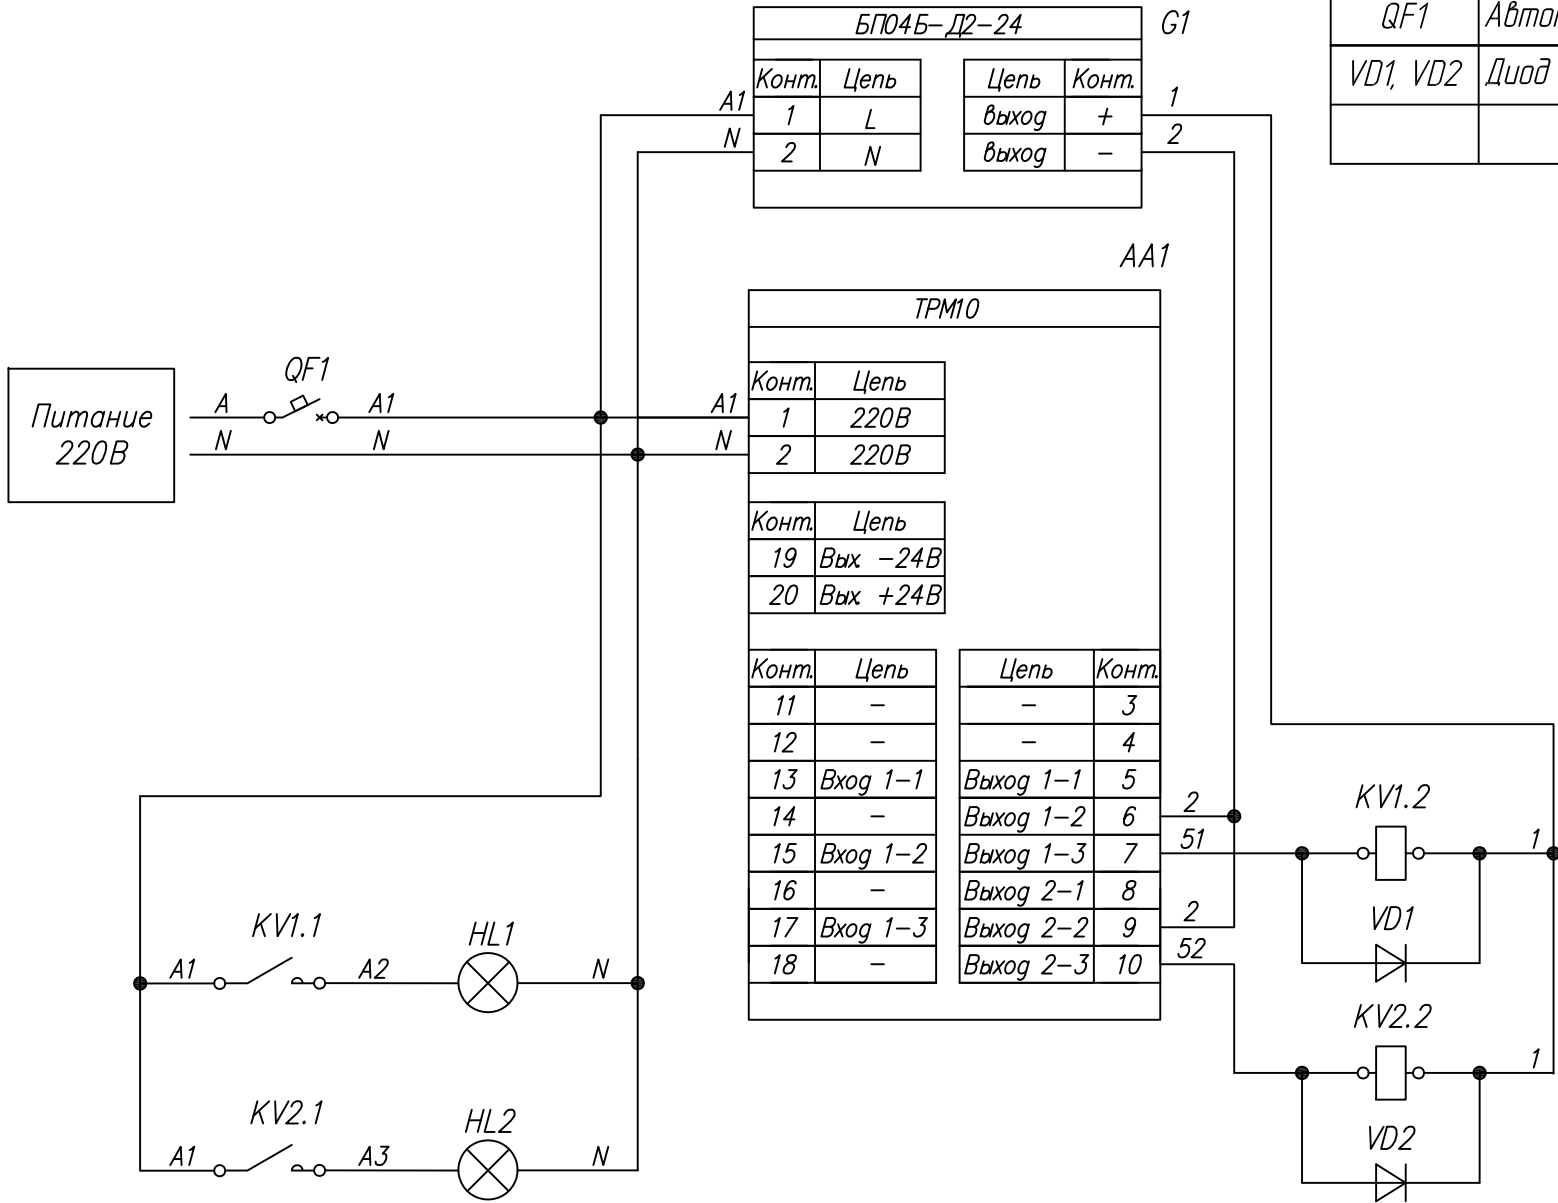 БП04Б-Д2-24 G1
Конт. Цепь Цепь Конт.
A1 1 L выход + 1
N 2 N выход - 2
QF1
VD1, VD2 Диод
AA1
ТРМ10
Питание
220В
QF1
A A1
N N
Конт. Цепь
A1 1 220В
N 2 220В
Конт. Цепь
19 Вых. -24В
20 Вых. +24В
Конт. Цепь Цепь Конт.
11 - - 3
12 - - 4
13 Вход 1-1 Выход 1-1 5
14 - Выход 1-2 6 2
15 Вход 1-2 Выход 1-3 7 51
16 - Выход 2-1 8
17 Вход 1-3 Выход 2-2 9 2
18 - Выход 2-3 10 52
KV1.2
1
VD1
KV2.2
1
VD2
KV1.1 HL1
A1 A2 N
KV2.1 HL2
A1 A3 N